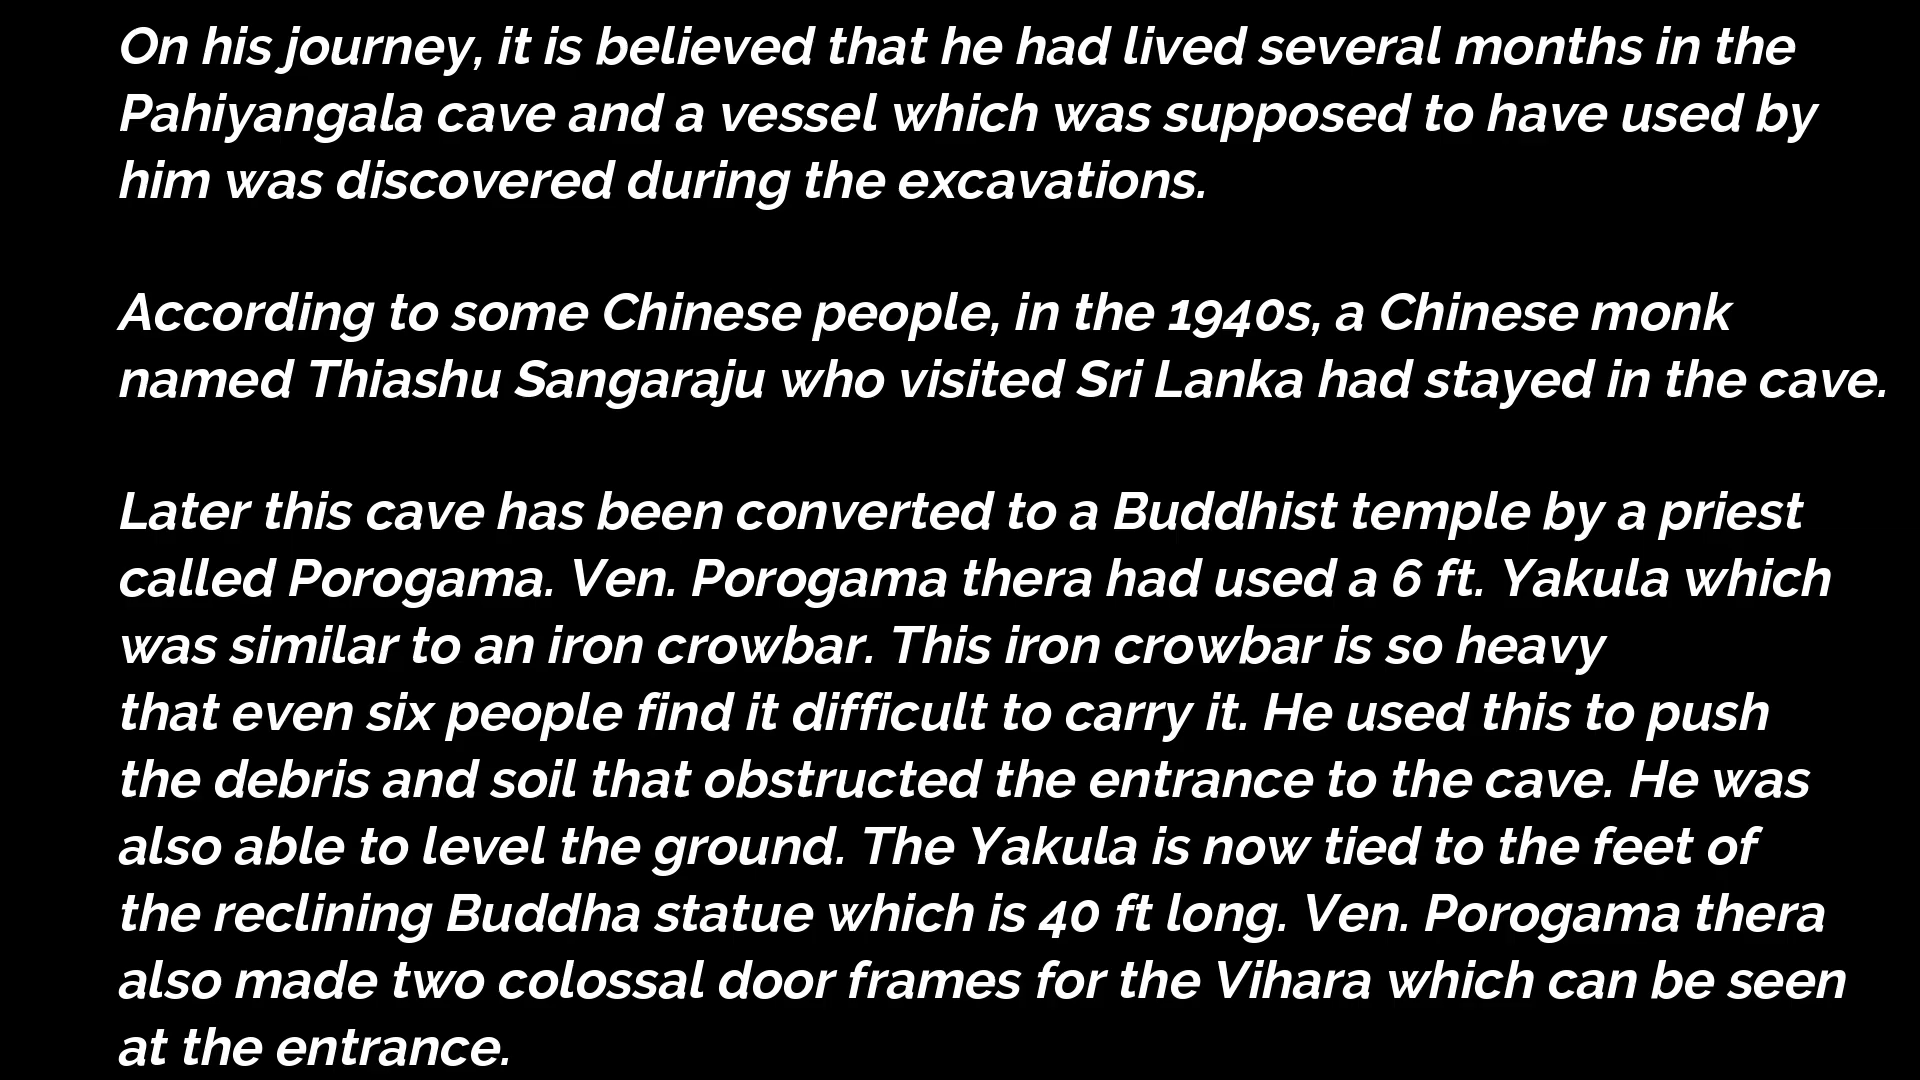 On his journey, it is believed that he had lived several months in the
Pahiyangala cave and a vessel which was supposed to have used by
him was discovered during the excavations.
According to some Chinese people, in the 1940s, a Chinese monk
named Thiashu Sangaraju who visited Sri Lanka had stayed in the cave.
Later this cave has been converted to a Buddhist temple by a priest
called Porogama. Ven. Porogama thera had used a 6 ft. Yakula which
was similar to an iron crowbar. This iron crowbar is so heavy
that even six people find it difficult to carry it. He used this to push
the debris and soil that obstructed the entrance to the cave. He was
also able to level the ground. The Yakula is now tied to the feet of
the reclining Buddha statue which is 40 ft long. Ven. Porogama thera
also made two colossal door frames for the Vihara which can be seen
at the entrance.